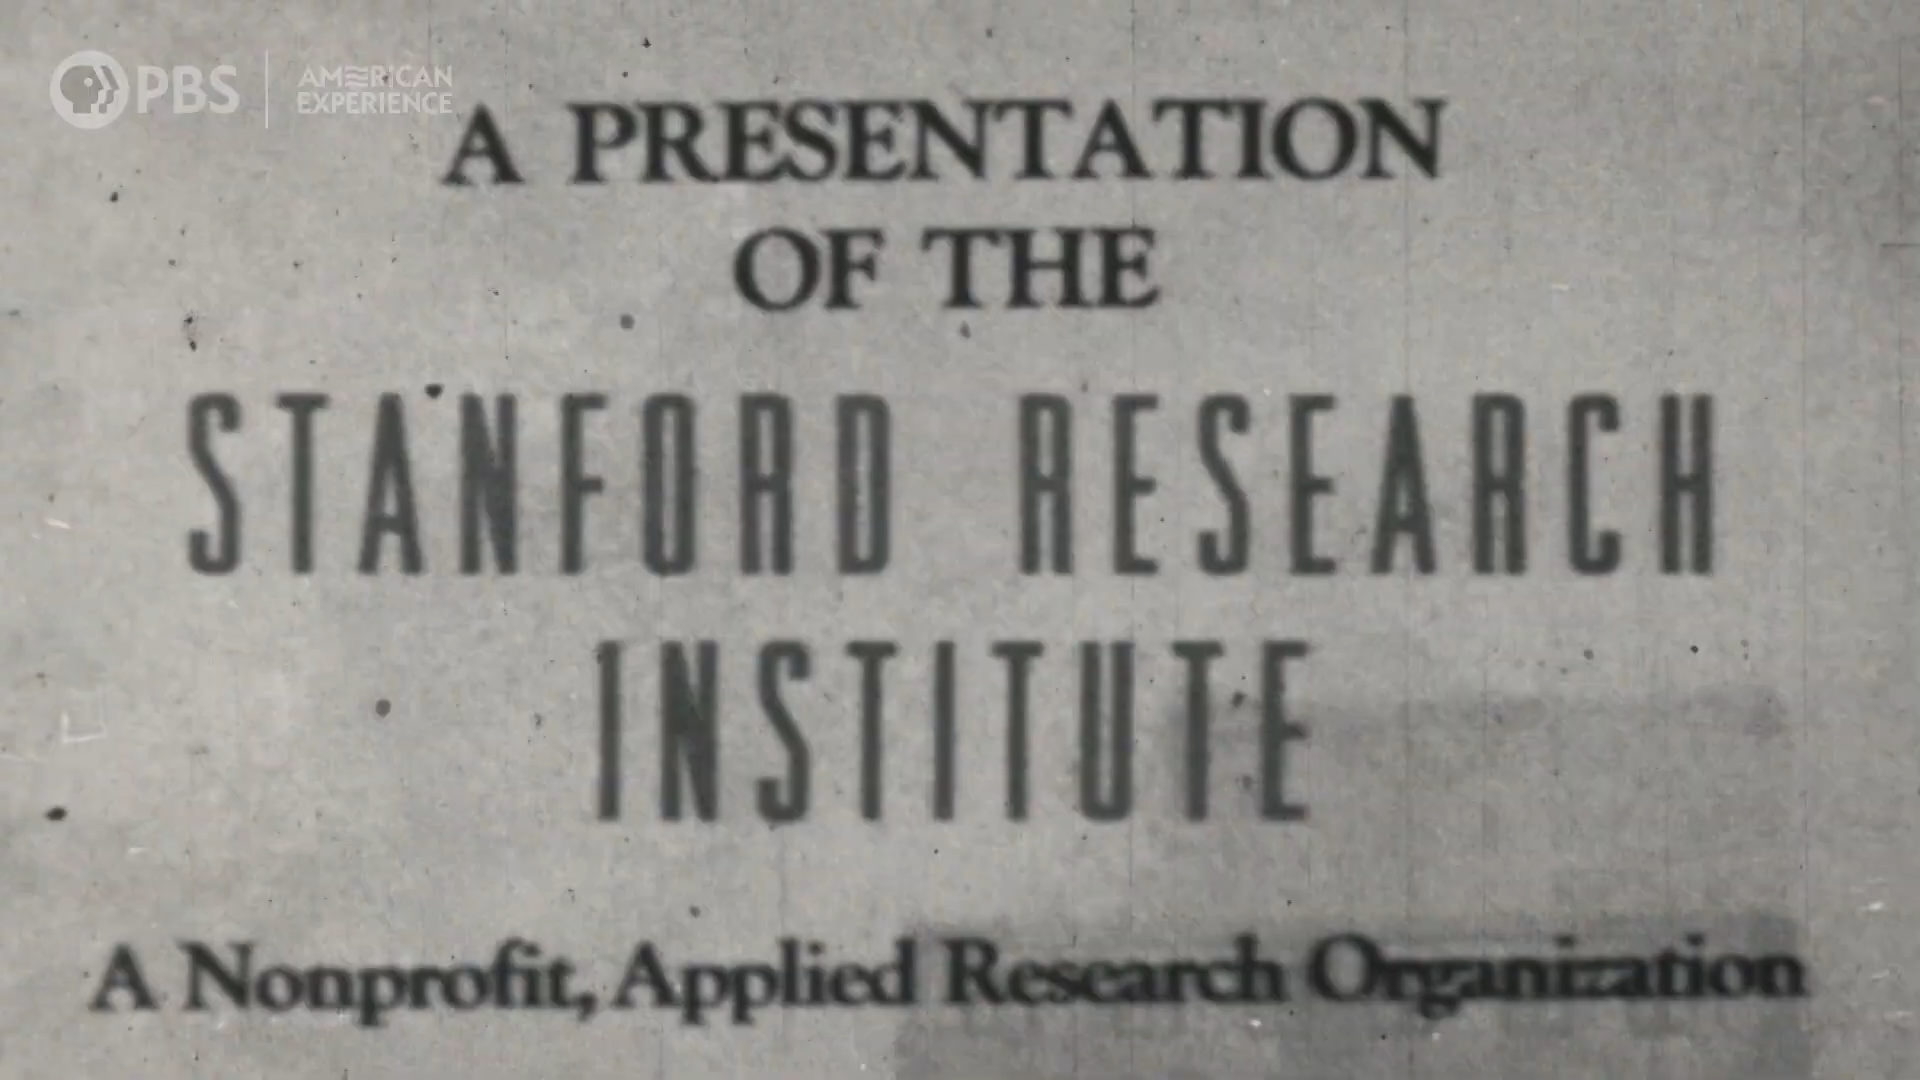 PBS
AMERICAN
EXPERIENCE
A PRESENTATION
OF THE
STANFORD RESEARCH
INSTITUTE
A Nonprofit, Applied Research Organization